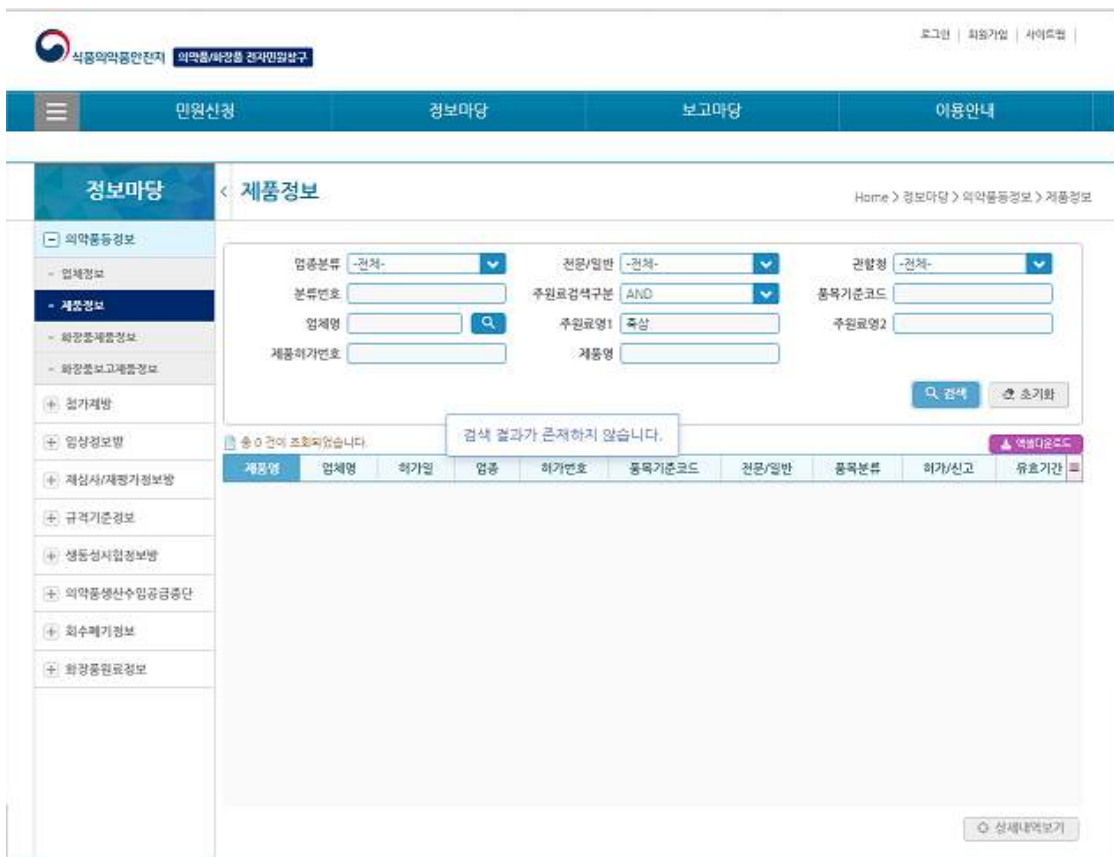 로그인 | 회원가입 | 사이트맵 |
식품의약품안전처 의약품/화장품 전자민원창구
민원신청 정보마당 보고마당 이용안내
정보마당
< 제품정보
Home > 정보마당 > 의약품등정보 > 제품정보
의약품등정보
- 업체정보
- 제품정보
- 화장품제품정보
- 화장품보고제품정보
첨가제방
임상정보방
재심사/재평가정보방
규격기준정보
생동성시험정보방
의약품생산수입공급중단
회수폐기정보
화장품원료정보
업종분류 -전체- 전문/일반 -전체- 관할청 -전체-
분류번호 주원료검색구분 AND 품목기준코드
업체명 주원료명1 흑삼 주원료명2
제품허가번호 제품명
검색 초기화
검색 결과가 존재하지 않습니다.
총 0 건이 조회되었습니다. 엑셀다운로드
제품명 업체명 허가일 업종 허가번호 품목기준코드 전문/일반 품목분류 허가/신고 유효기간
상세내역보기